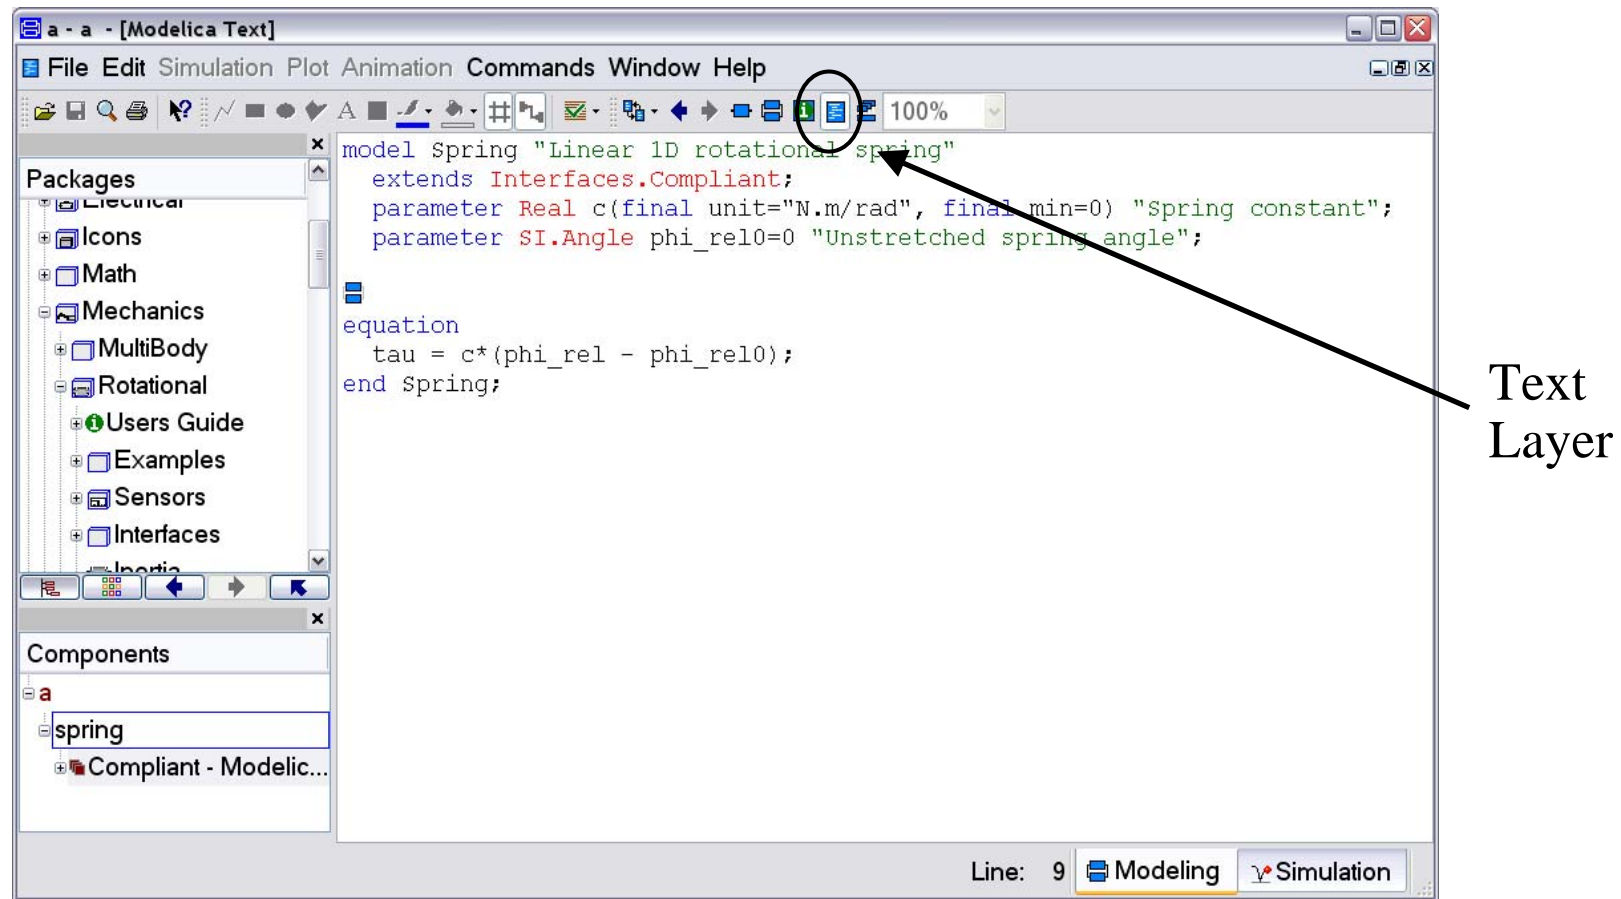 a - a - [Modelica Text]
File Edit Simulation Plot Animation Commands Window Help
100%
Packages
Electrical
Icons
Math
Mechanics
MultiBody
Rotational
Users Guide
Examples
Sensors
Interfaces
Inertia
Components
a
spring
Compliant - Modelic...
model Spring "Linear 1D rotational spring"
extends Interfaces.Compliant;
parameter Real c(final unit="N.m/rad", final min=0) "Spring constant";
parameter SI.Angle phi_rel0=0 "Unstretched spring angle";
equation
tau = c*(phi_rel - phi_rel0);
end Spring;
Text
Layer
Line: 9 Modeling Simulation